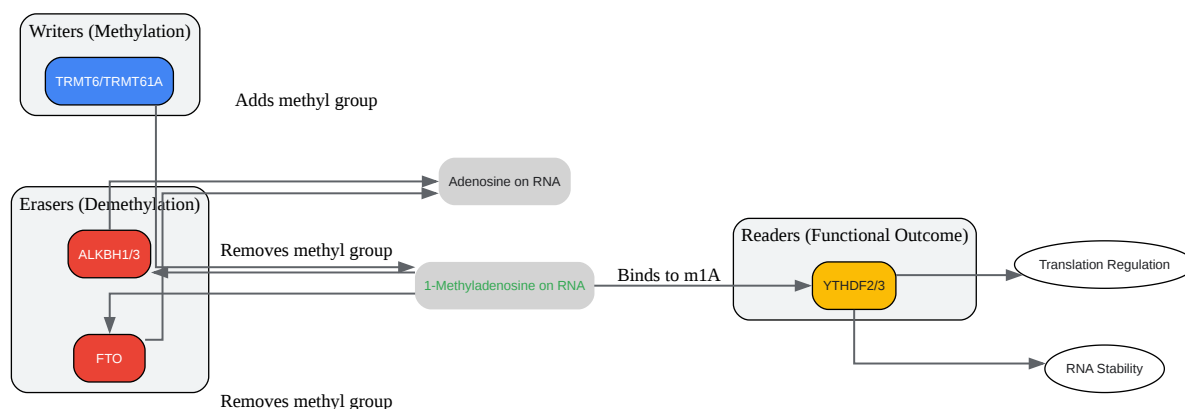 Writers (Methylation)
TRMT6/TRMT61A
Adds methyl group
Adenosine on RNA
Erasers (Demethylation)
ALKBH1/3
Removes methyl group
1-Methyladenosine on RNA
Binds to m1A
Readers (Functional Outcome)
YTHDF2/3
Translation Regulation
RNA Stability
FTO
Removes methyl group